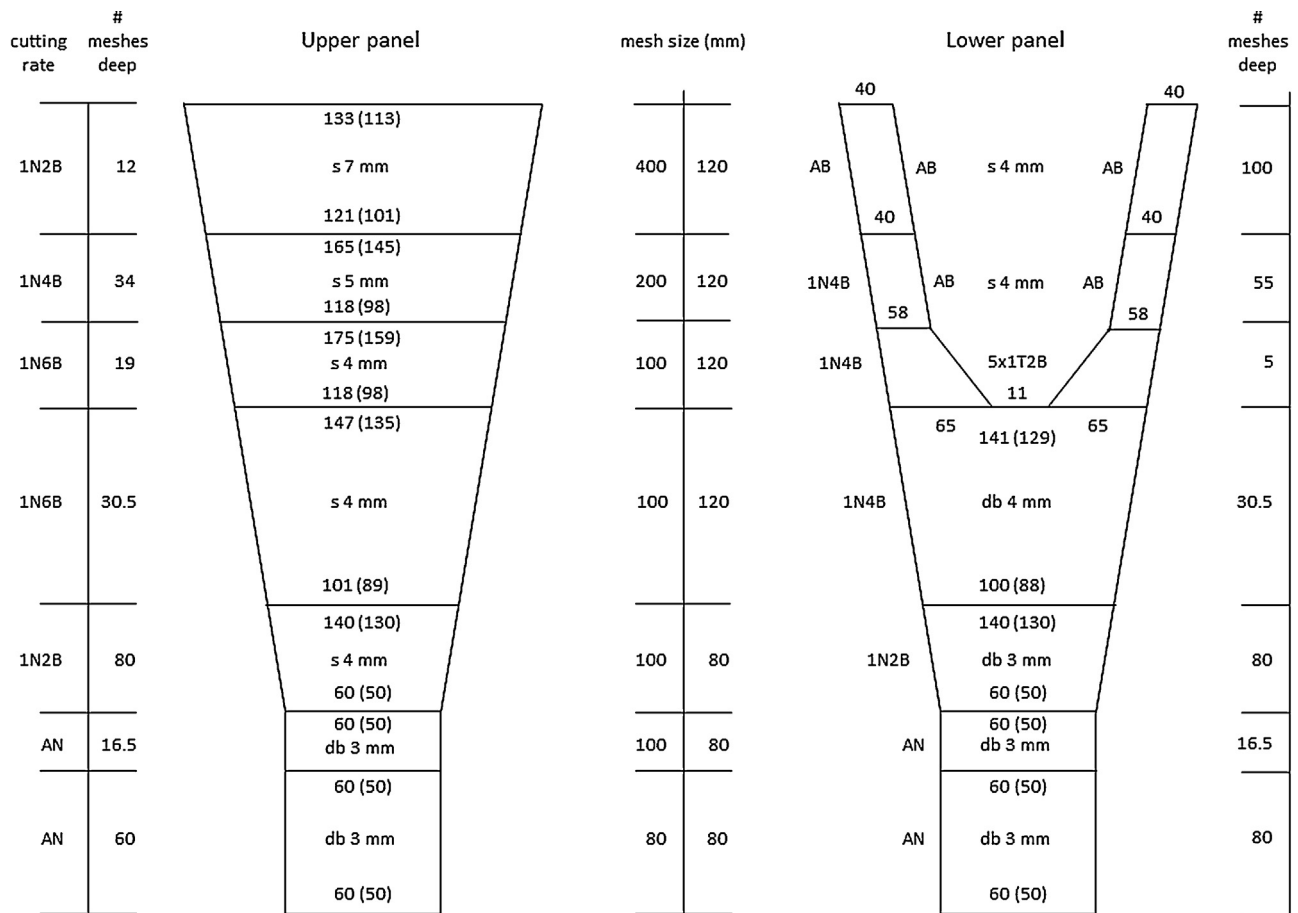 cutting rate
# meshes deep
Upper panel
mesh size (mm)
Lower panel
# meshes deep
40 40
133 (113)
1N2B 12 s 7 mm 400 120 AB AB s 4 mm AB 100
121 (101) 40 40
165 (145)
1N4B 34 s 5 mm 200 120 1N4B AB s 4 mm AB 55
118 (98) 58 58
175 (159)
1N6B 19 s 4 mm 100 120 1N4B 5x1T2B 5
118 (98) 11
147 (135) 65 141 (129) 65
1N6B 30.5 s 4 mm 100 120 1N4B db 4 mm 30.5
101 (89) 100 (88)
140 (130) 140 (130)
1N2B 80 s 4 mm 100 80 1N2B db 3 mm 80
60 (50) 60 (50)
60 (50) 60 (50)
AN 16.5 db 3 mm 100 80 AN db 3 mm 16.5
60 (50) 60 (50)
AN 60 db 3 mm 80 80 AN db 3 mm 80
60 (50) 60 (50)